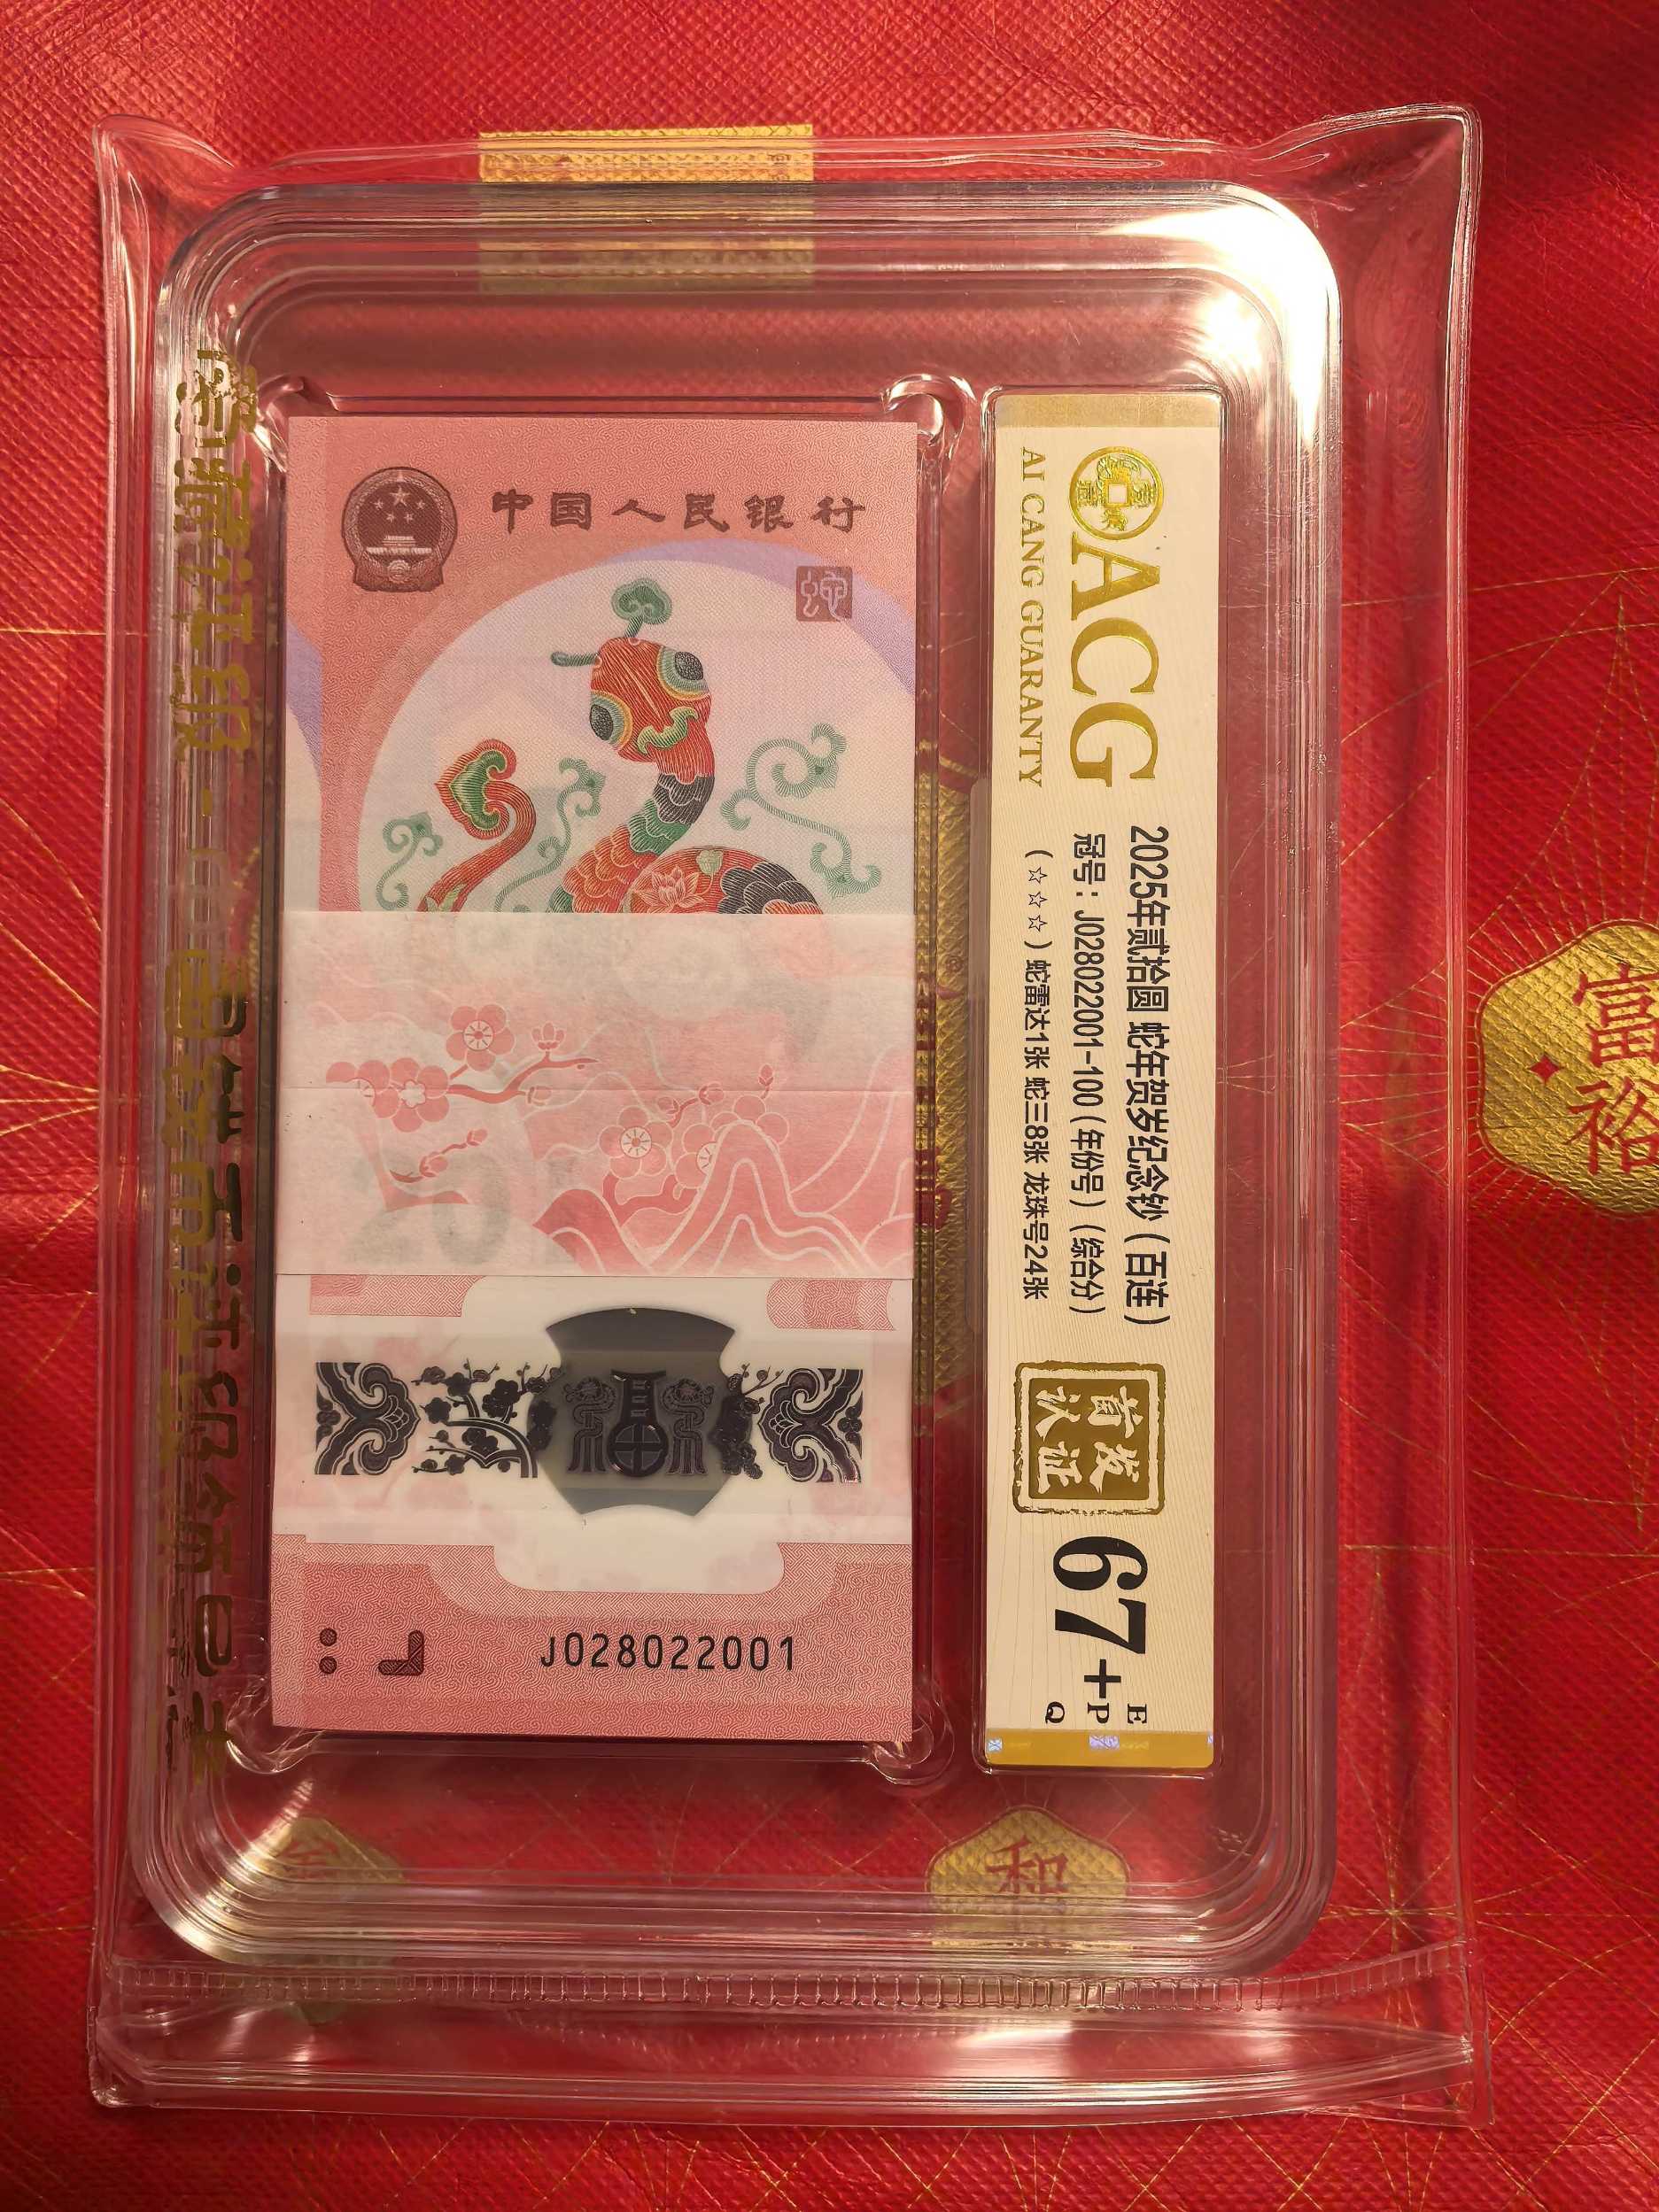 中国人民银行
蛇
J028022001
ACG
AI CANG GUARANTY
2025年贰拾圆 蛇年贺岁纪念钞（百连）
冠号：J028022001-100（年份号）（综合分）
（☆☆☆）蛇雷达1张 蛇三8张 龙珠号24张
首发
认证
67+
E
P
Q
富
裕